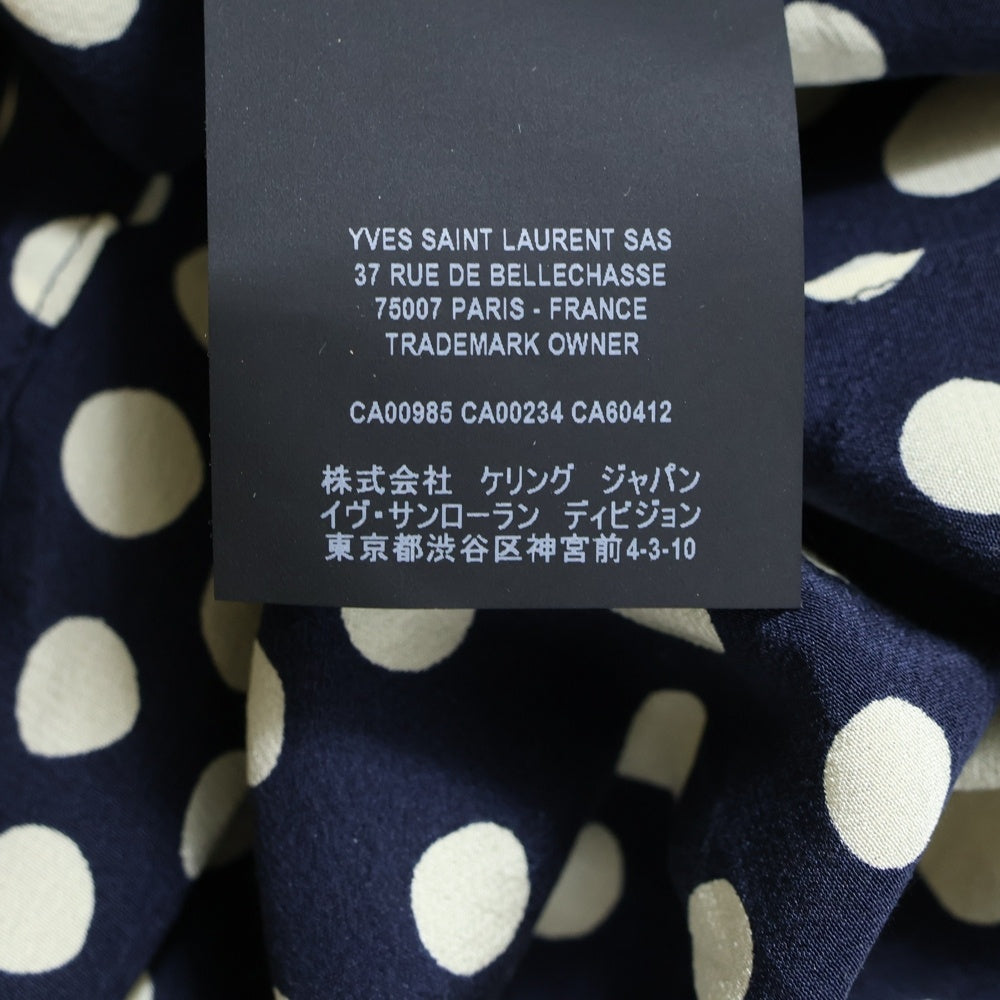 YVES SAINT LAURENT SAS
37 RUE DE BELLECHASSE
75007 PARIS - FRANCE
TRADEMARK OWNER
CA00985 CA00234 CA60412
株式会社 ケリング ジャパン
イヴ・サンローラン ディビジョン
東京都渋谷区神宮前4-3-10